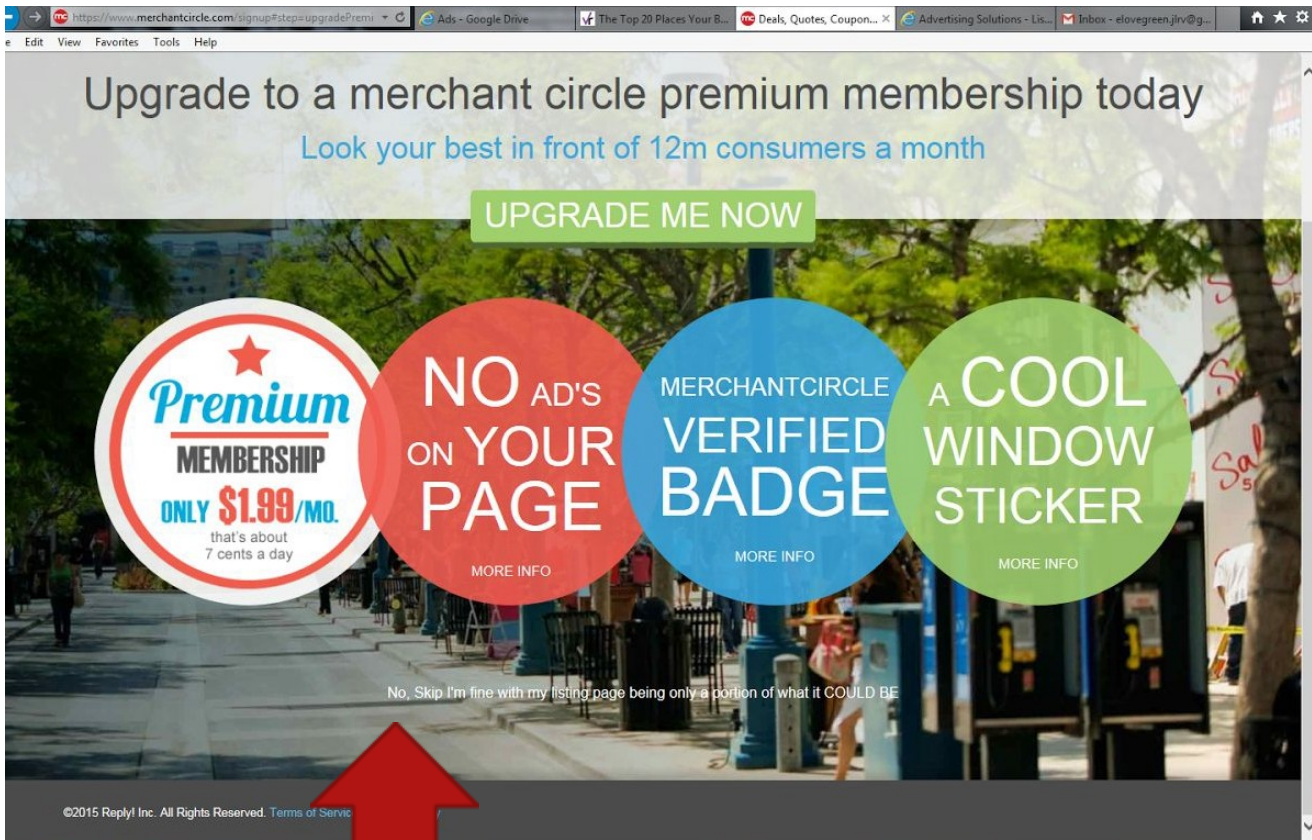 https://www.merchantcircle.com/signup#step=upgradePremi
Ads - Google Drive
The Top 20 Places Your B...
Deals, Quotes, Coupon...
Advertising Solutions - Lis...
Inbox - elovegreen.jlrv@g...
Edit View Favorites Tools Help
Upgrade to a merchant circle premium membership today
Look your best in front of 12m consumers a month
UPGRADE ME NOW
Premium
MEMBERSHIP
ONLY $1.99/MO.
that's about
7 cents a day
NO AD'S
ON YOUR
PAGE
MORE INFO
MERCHANTCIRCLE
VERIFIED
BADGE
MORE INFO
A COOL
WINDOW
STICKER
MORE INFO
No, Skip I'm fine with my listing page being only a portion of what it COULD BE
©2015 Reply! Inc. All Rights Reserved. Terms of